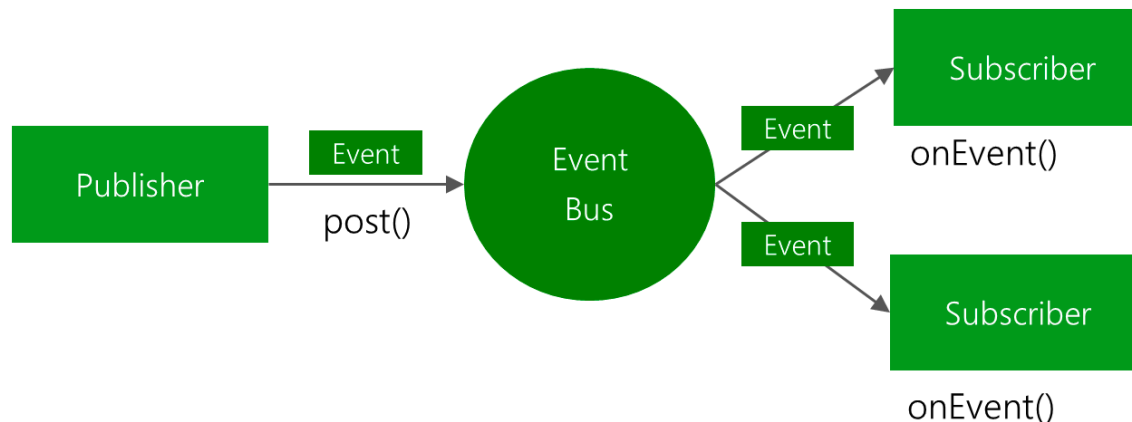 Publisher
Event
post()
Event
Bus
Event
Subscriber
onEvent()
Event
Subscriber
onEvent()